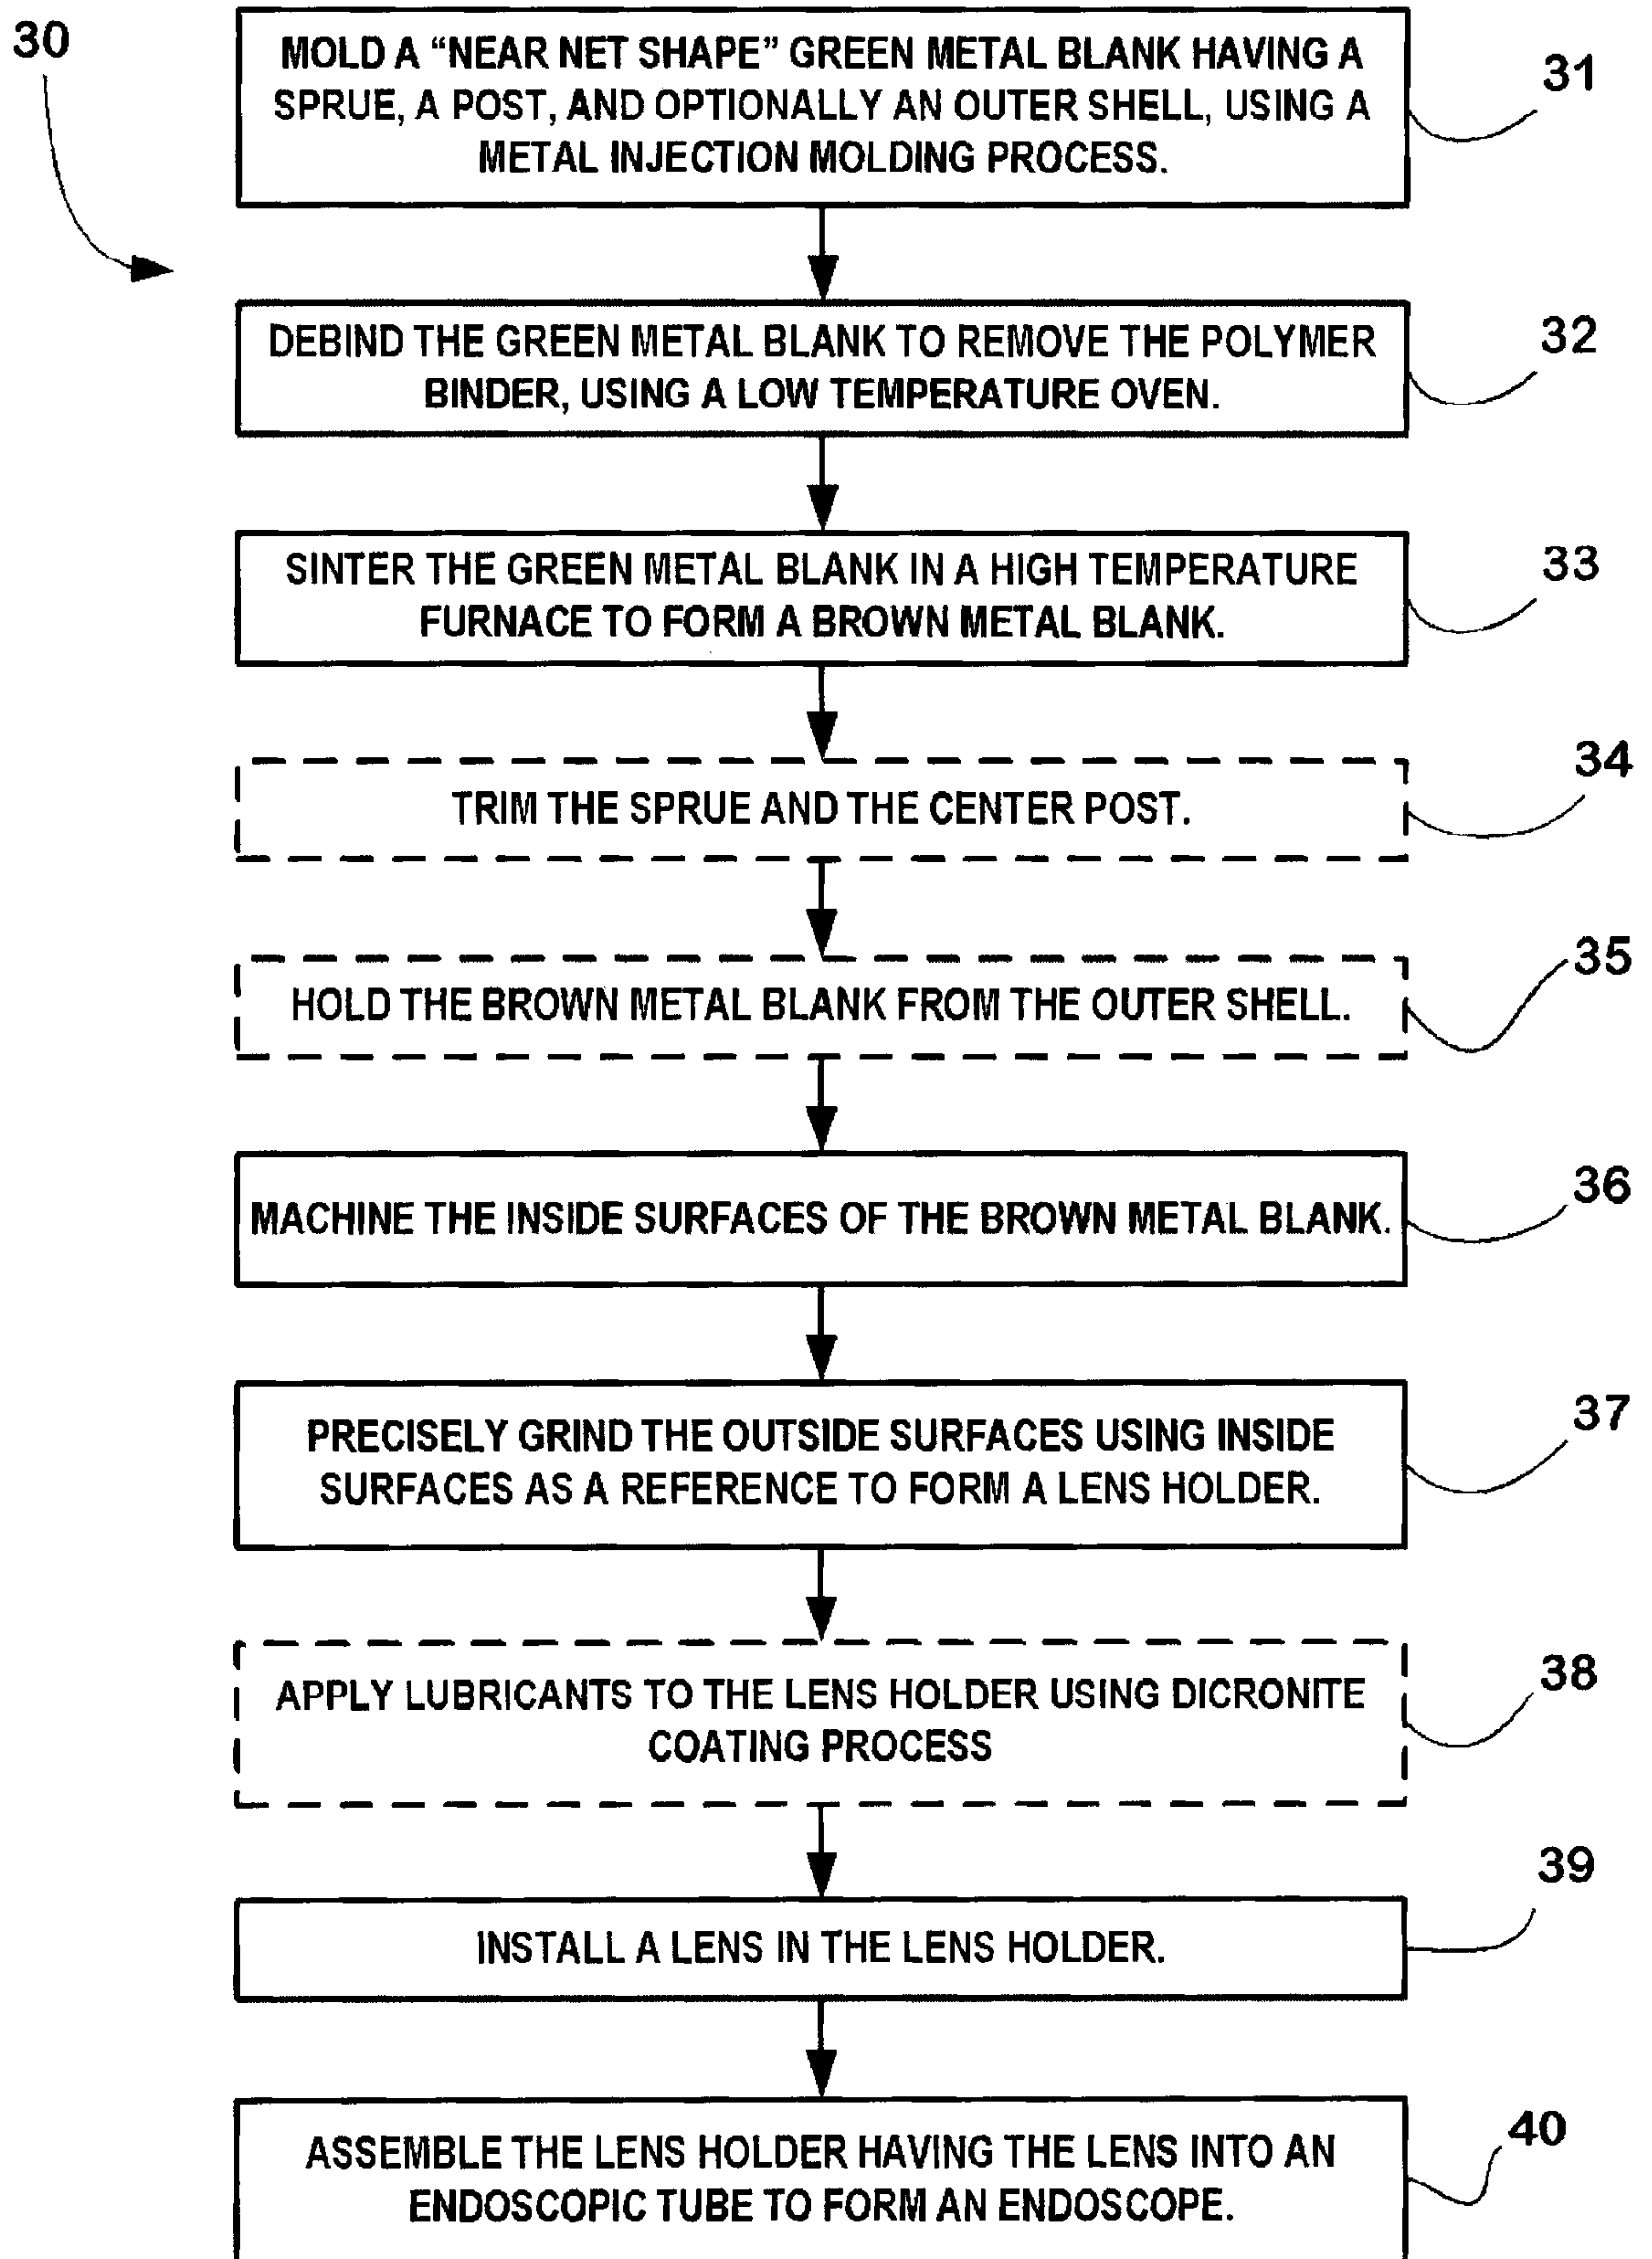 30
MOLD A “NEAR NET SHAPE” GREEN METAL BLANK HAVING A
SPRUE, A POST, AND OPTIONALLY AN OUTER SHELL, USING A
METAL INJECTION MOLDING PROCESS.
31
DEBIND THE GREEN METAL BLANK TO REMOVE THE POLYMER
BINDER, USING A LOW TEMPERATURE OVEN.
32
SINTER THE GREEN METAL BLANK IN A HIGH TEMPERATURE
FURNACE TO FORM A BROWN METAL BLANK.
33
TRIM THE SPRUE AND THE CENTER POST.
34
HOLD THE BROWN METAL BLANK FROM THE OUTER SHELL.
35
MACHINE THE INSIDE SURFACES OF THE BROWN METAL BLANK.
36
PRECISELY GRIND THE OUTSIDE SURFACES USING INSIDE
SURFACES AS A REFERENCE TO FORM A LENS HOLDER.
37
APPLY LUBRICANTS TO THE LENS HOLDER USING DICRONITE
COATING PROCESS
38
INSTALL A LENS IN THE LENS HOLDER.
39
ASSEMBLE THE LENS HOLDER HAVING THE LENS INTO AN
ENDOSCOPIC TUBE TO FORM AN ENDOSCOPE.
40